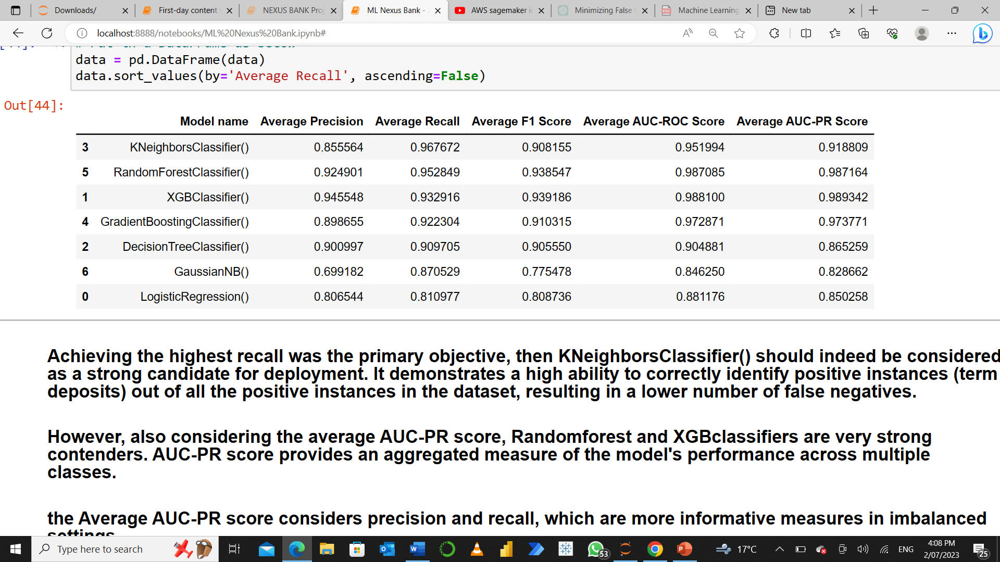 Downloads/
First-day content
NEXUS BANK Proj
ML Nexus Bank -
AWS sagemaker i
Minimizing False
Machine Learning
New tab
localhost:8888/notebooks/ML%20Nexus%20Bank.ipynb#
data = pd.DataFrame(data)
data.sort_values(by='Average Recall', ascending=False)
Out[44]:
Model name Average Precision Average Recall Average F1 Score Average AUC-ROC Score Average AUC-PR Score
3 KNeighborsClassifier() 0.855564 0.967672 0.908155 0.951994 0.918809
5 RandomForestClassifier() 0.924901 0.952849 0.938547 0.987085 0.987164
1 XGBClassifier() 0.945548 0.932916 0.939186 0.988100 0.989342
4 GradientBoostingClassifier() 0.898655 0.922304 0.910315 0.972871 0.973771
2 DecisionTreeClassifier() 0.900997 0.909705 0.905550 0.904881 0.865259
6 GaussianNB() 0.699182 0.870529 0.775478 0.846250 0.828662
0 LogisticRegression() 0.806544 0.810977 0.808736 0.881176 0.850258
Achieving the highest recall was the primary objective, then KNeighborsClassifier() should indeed be considered
as a strong candidate for deployment. It demonstrates a high ability to correctly identify positive instances (term
deposits) out of all the positive instances in the dataset, resulting in a lower number of false negatives.
However, also considering the average AUC-PR score, Randomforest and XGBclassifiers are very strong
contenders. AUC-PR score provides an aggregated measure of the model's performance across multiple
classes.
the Average AUC-PR score considers precision and recall, which are more informative measures in imbalanced
settings
Type here to search
53
17°C
ENG
4:08 PM
2/07/2023
25